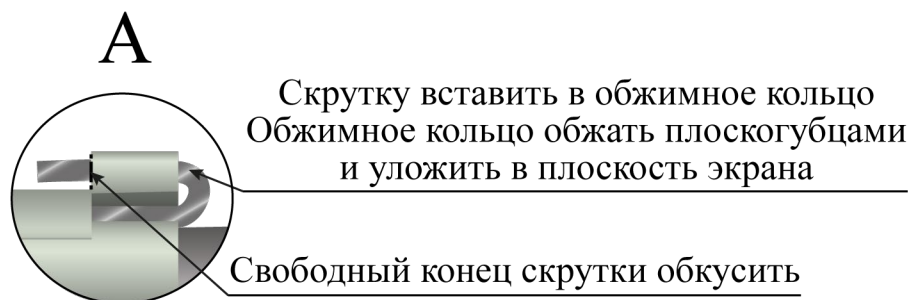 А
Скрутку вставить в обжимное кольцо
Обжимное кольцо обжать плоскогубцами
и уложить в плоскость экрана
Свободный конец скрутки обкусить